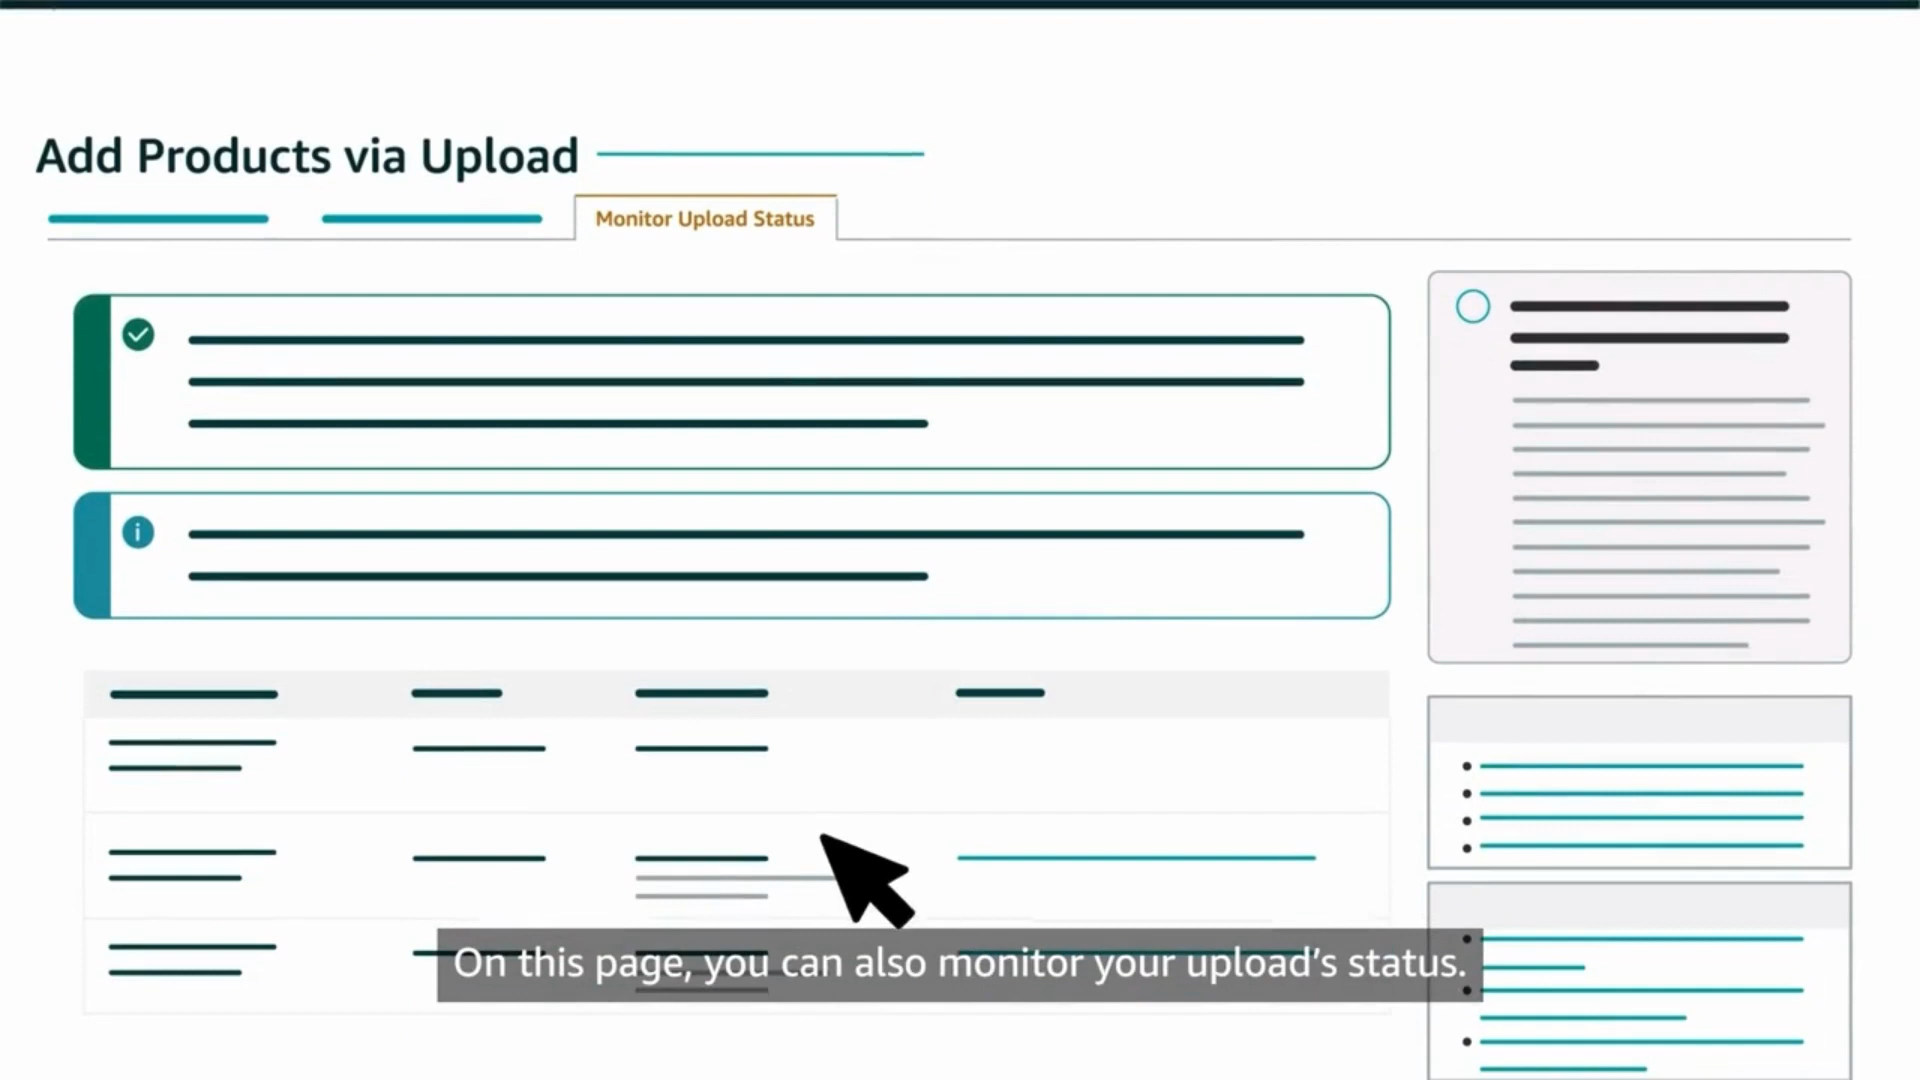 Add Products via Upload
Monitor Upload Status
On this page, you can also monitor your upload's status.